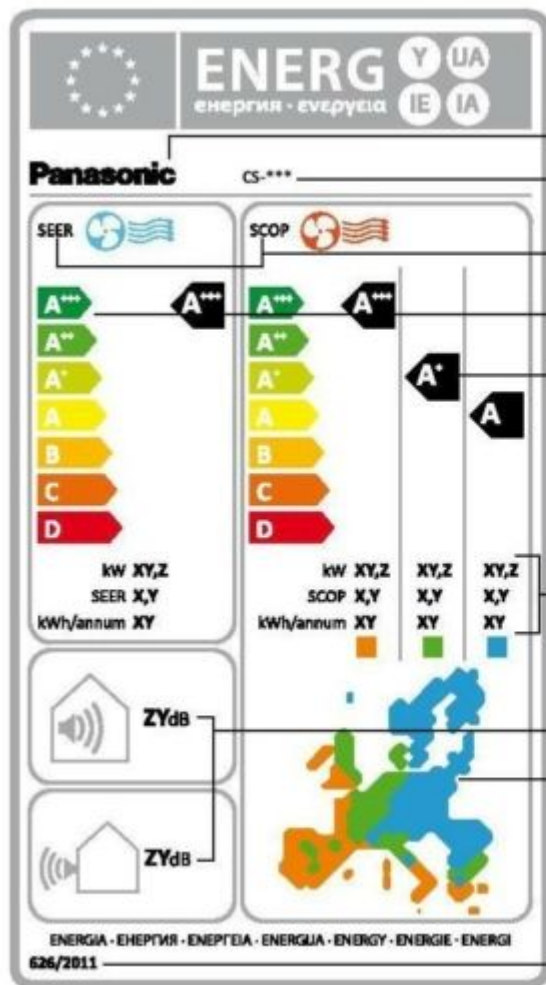 ENERG
Y IJA
IE IA
енергия · ενεργεια
Panasonic
CS-***
SEER
A+++
A++
A+
A
B
C
D
A+++
kW XY,Z
SEER X,Y
kWh/annum XY
SCOP
A+++
A++
A+
A
B
C
D
A+++
A+
A
kW XY,Z XY,Z XY,Z
SCOP X,Y X,Y X,Y
kWh/annum XY XY XY
ZYdB
ZYdB
ENERGIA · ЕНЕРГИЯ · ΕΝΕΡΓΕΙΑ · ENERGIJA · ENERGY · ENERGIE · ENERGI
626/2011